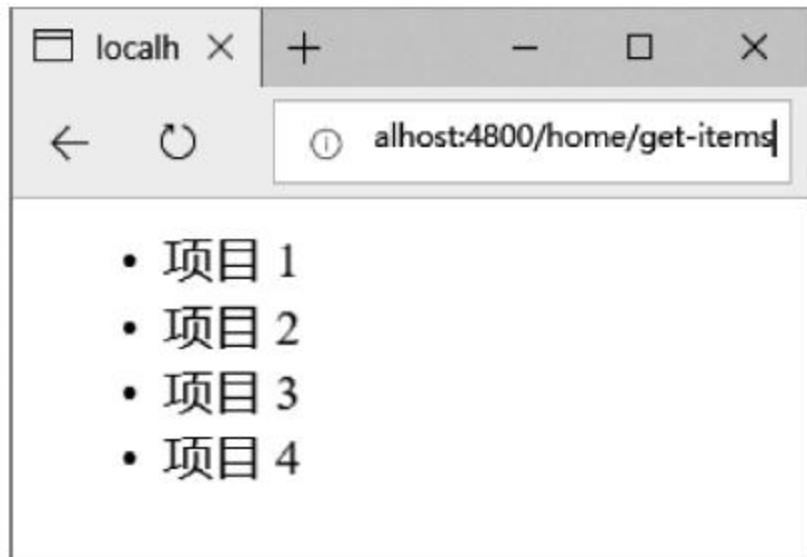 localh
alhost:4800/home/get-items
• 项目 1
• 项目 2
• 项目 3
• 项目 4